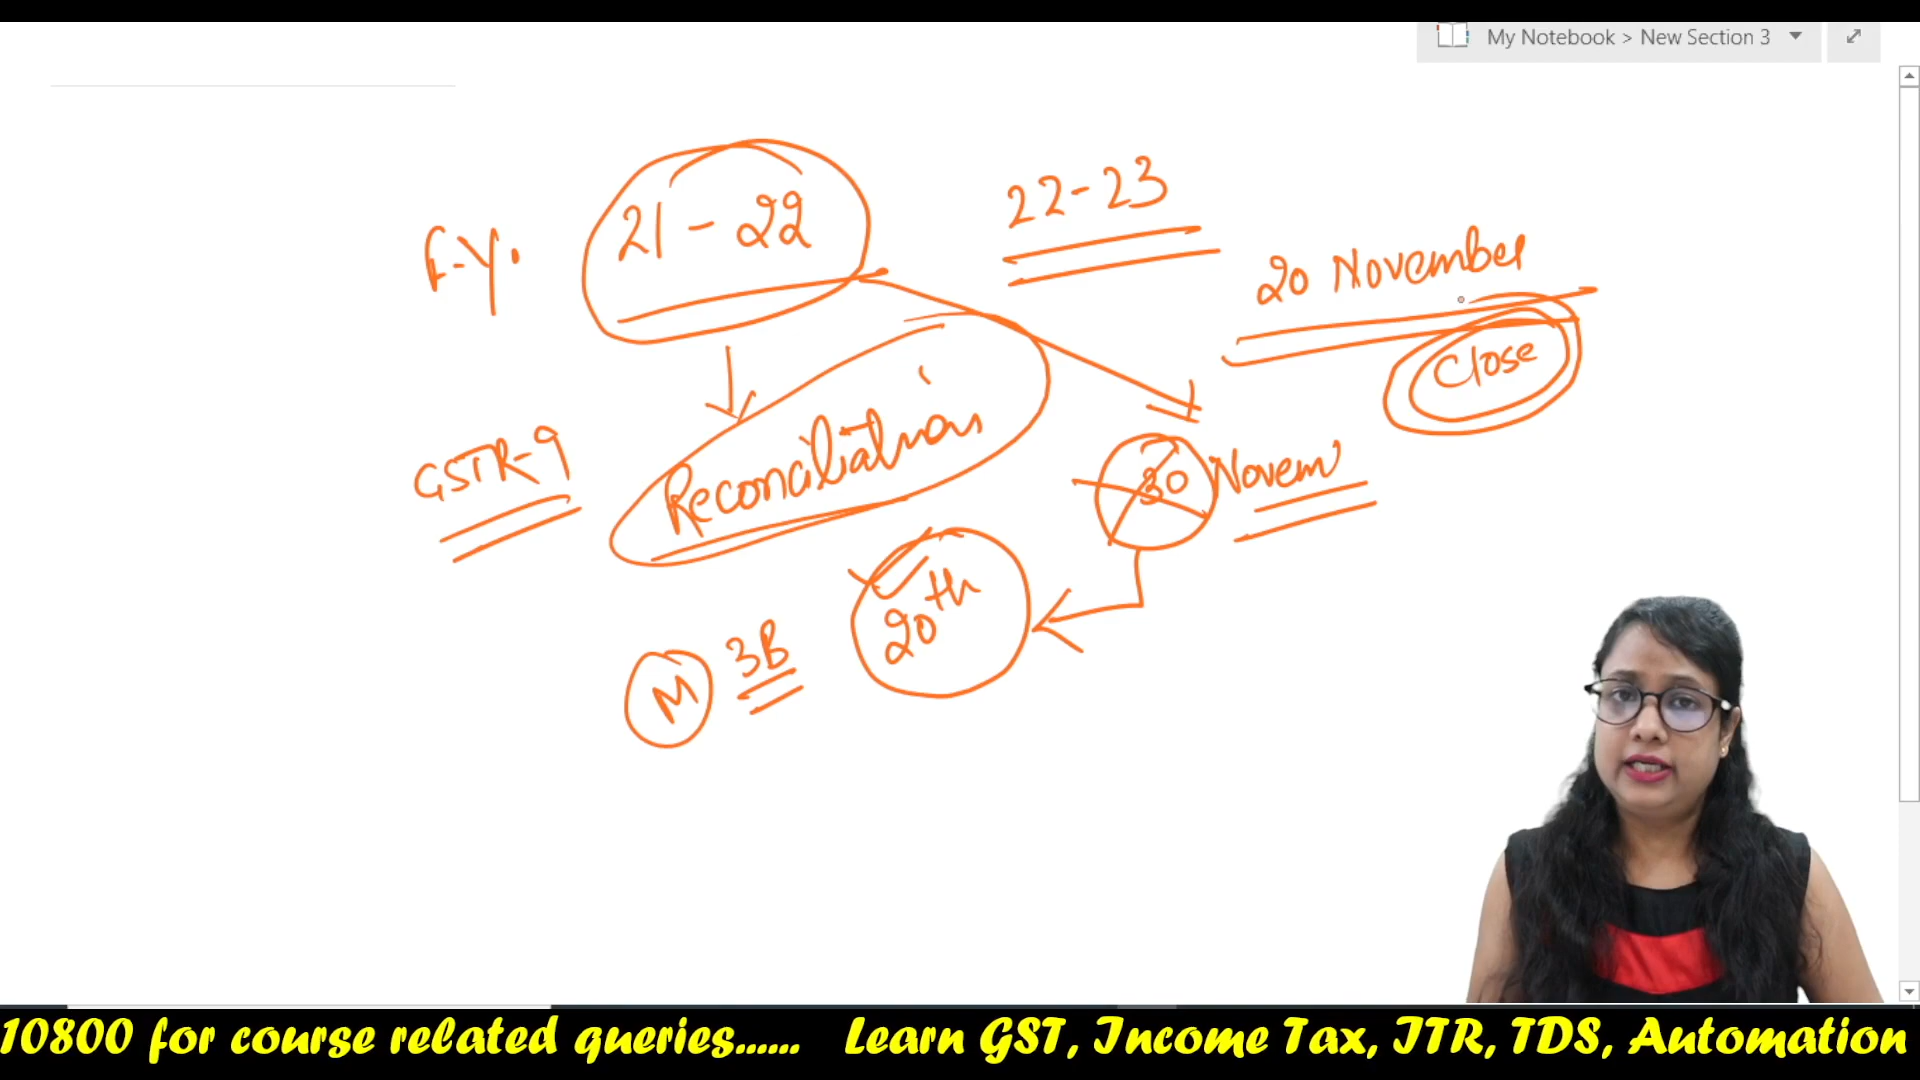 My Notebook > New Section 3
F.Y. 21 - 22
22-23
20 November
Close
GSTR-9
Reconciliation
30 Novem
20th
M 3B
10800 for course related queries...... Learn GST, Income Tax, ITR, TDS, Automation